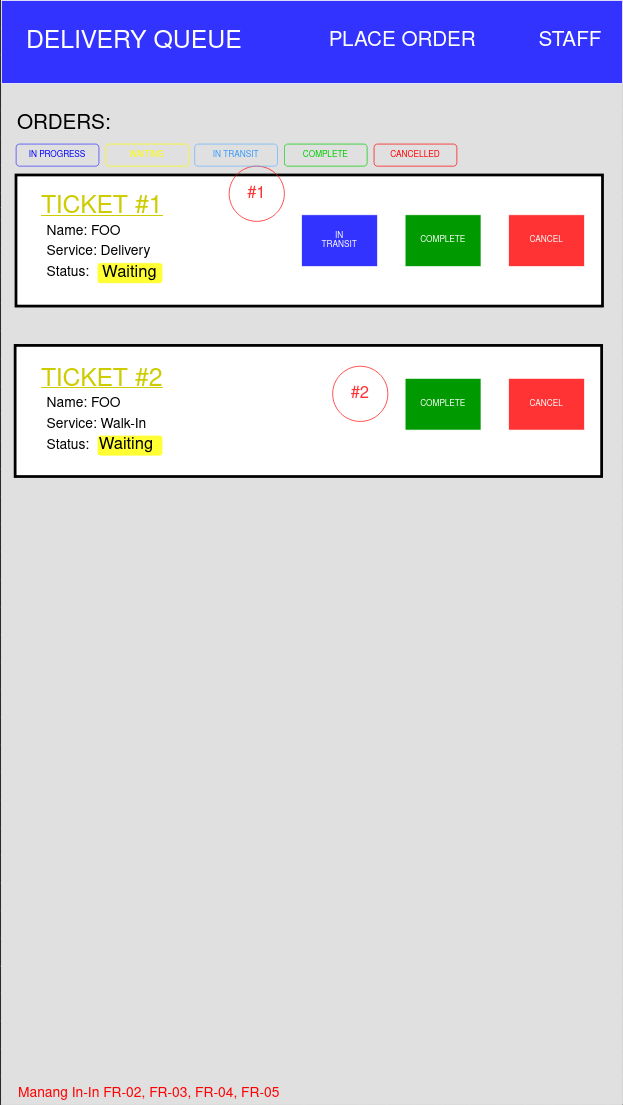 DELIVERY QUEUE PLACE ORDER STAFF
ORDERS:
IN PROGRESS WAITING IN TRANSIT COMPLETE CANCELLED
#1
TICKET #1
Name: FOO
Service: Delivery
Status: Waiting
IN
TRANSIT
COMPLETE
CANCEL
TICKET #2
Name: FOO
Service: Walk-In
Status: Waiting
#2
COMPLETE
CANCEL
Manang In-In FR-02, FR-03, FR-04, FR-05